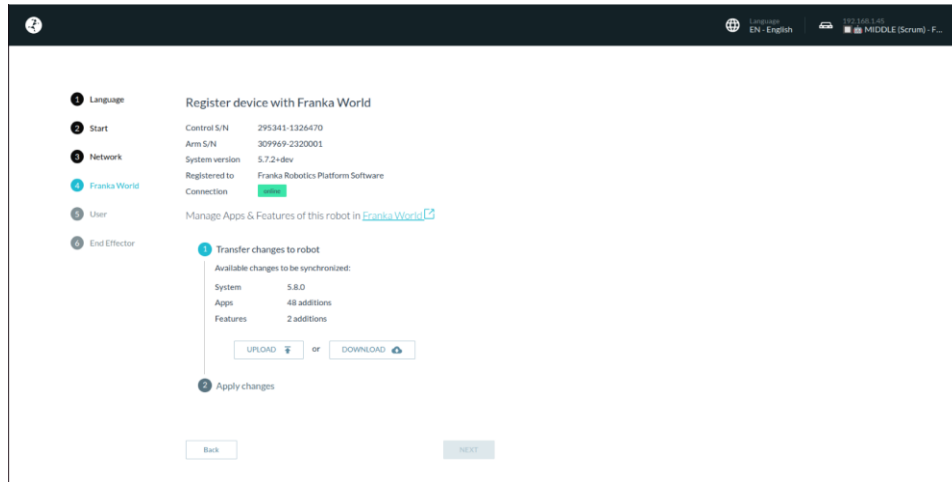 Language
EN - English
192.168.1.45
MIDDLE (Scrum) - F...
1 Language
2 Start
3 Network
4 Franka World
5 User
6 End Effector
Register device with Franka World
Control S/N 295341-1326470
Arm S/N 309969-2320001
System version 5.7.2+dev
Registered to Franka Robotics Platform Software
Connection online
Manage Apps & Features of this robot in Franka World
1 Transfer changes to robot
Available changes to be synchronized:
System 5.8.0
Apps 48 additions
Features 2 additions
UPLOAD or DOWNLOAD
2 Apply changes
Back NEXT